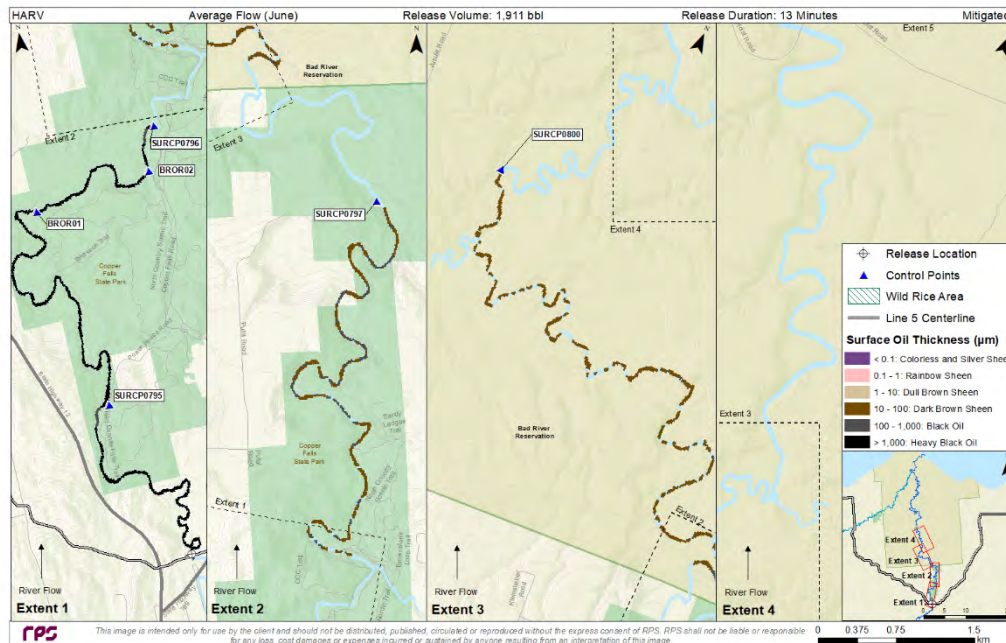 HARV Average Flow (June) Release Volume: 1,911 bbl Release Duration: 13 Minutes Mitigated
Extent 2
SURCP0796
BROR02
BROR01
Copper
Falls
State Park
SURCP0795
River Flow
Extent 1
Bad River
Reservation
Extent 3
SURCP0797
Copper Falls
State Park
Extent 1
River Flow
Extent 2
SURCP0800
Extent 4
Bad River
Reservation
Extent 2
River Flow
Extent 3
Extent 5
Extent 3
River Flow
Extent 4
Release Location
Control Points
Wild Rice Area
Line 5 Centerline
Surface Oil Thickness (µm)
< 0.1: Colorless and Silver Sheen
0.1 - 1: Rainbow Sheen
1 - 10: Dull Brown Sheen
10 - 100: Dark Brown Sheen
100 - 1,000: Black Oil
> 1,000: Heavy Black Oil
Extent 4
Extent 3
Extent 2
Extent 1
5 10
rps
This image is intended only for use by the client and should not be distributed, published, circulated or reproduced without the express consent of RPS. RPS shall not be liable or responsible
for any loss, cost damages or expenses incurred or sustained by anyone resulting from an interpretation of this image.
0 0.375 0.75 1.5
km